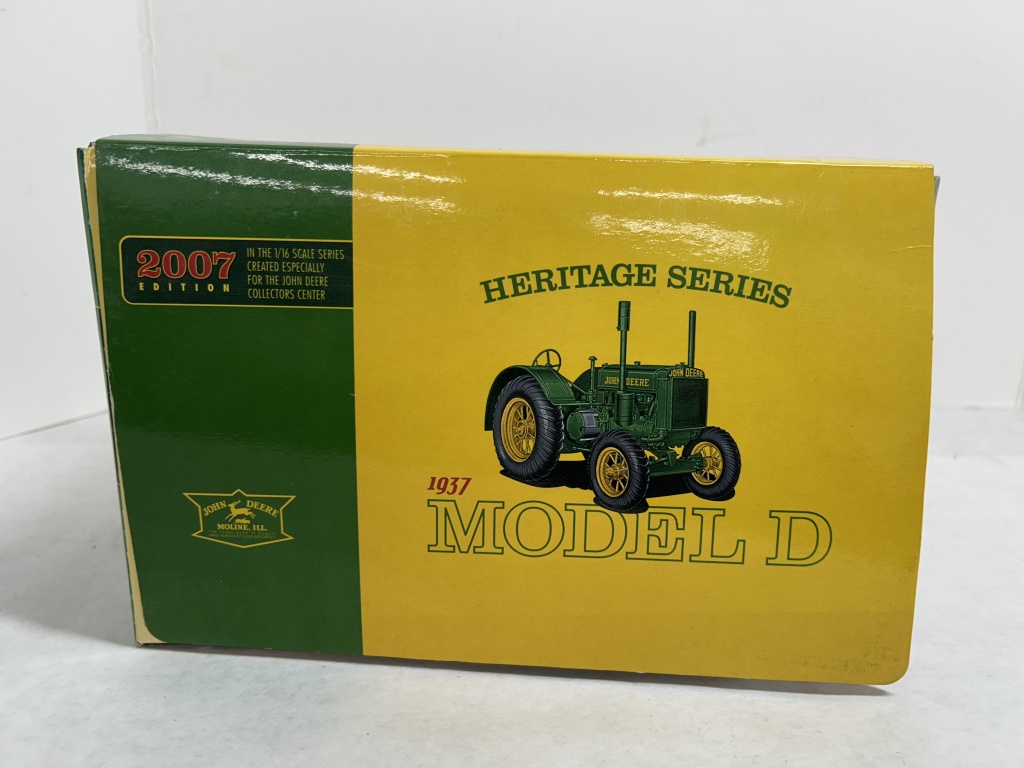 2007
EDITION
IN THE 1/16 SCALE SERIES
CREATED ESPECIALLY
FOR THE JOHN DEERE
COLLECTORS CENTER
HERITAGE SERIES
JOHN DEERE
JOHN DEERE
1937
MODEL D
JOHN DEERE
MOLINE, ILL.